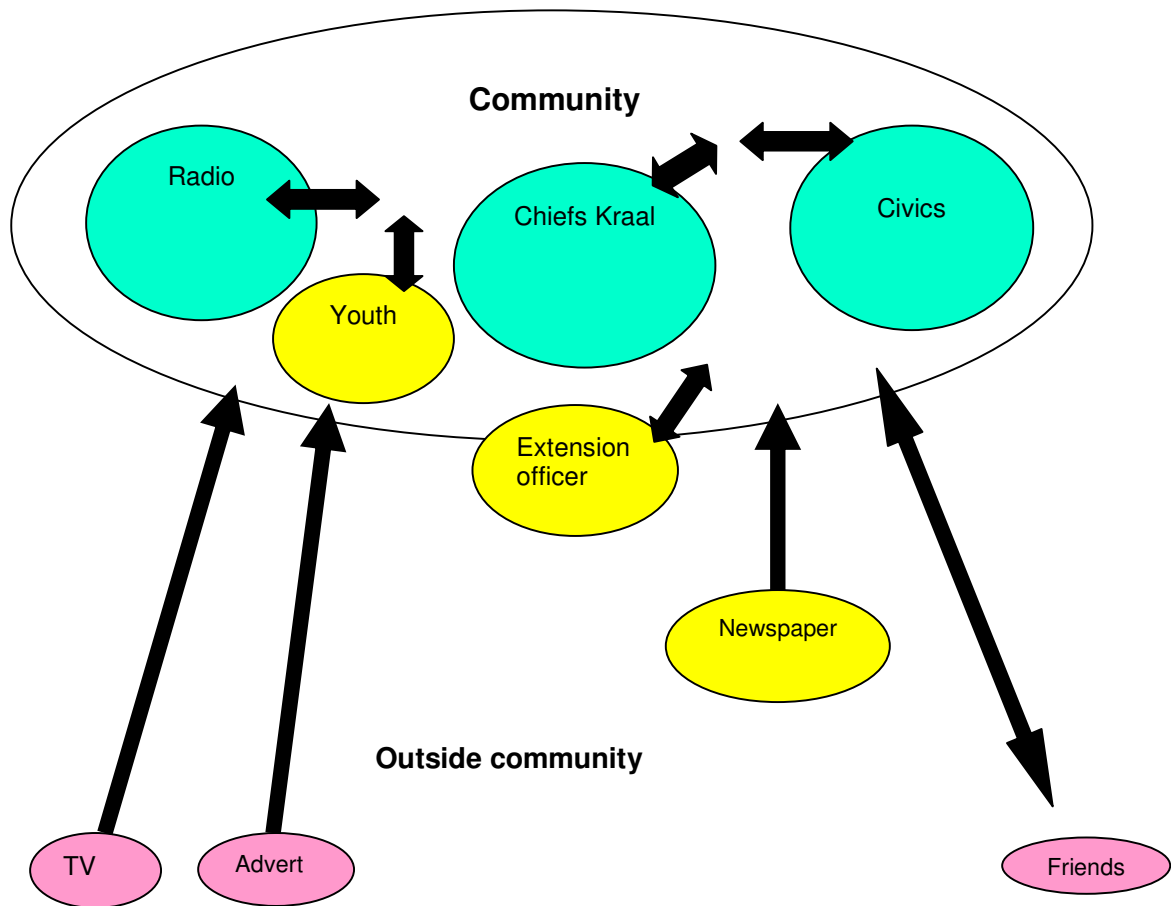 Community
Radio
Chiefs Kraal
Civics
Youth
Extension
officer
Newspaper
Outside community
TV
Advert
Friends